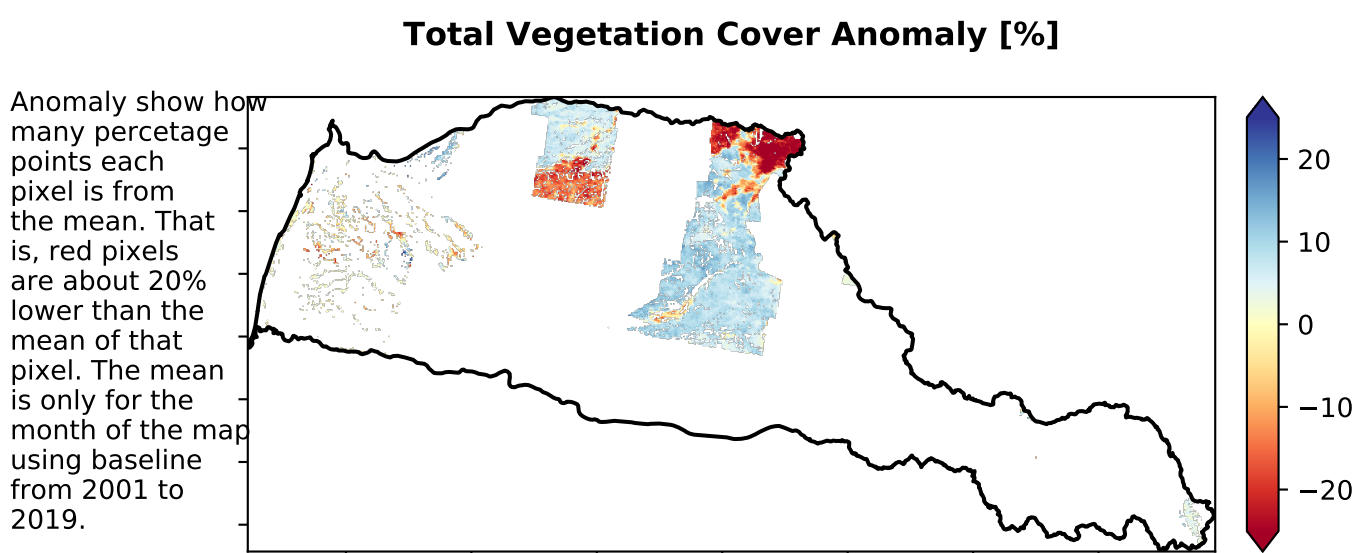 Total Vegetation Cover Anomaly [%]
Anomaly show how
many percetage
points each
pixel is from
the mean. That
is, red pixels
are about 20%
lower than the
mean of that
pixel. The mean
is only for the
month of the map
using baseline
from 2001 to
2019.
20
10
0
−10
−20